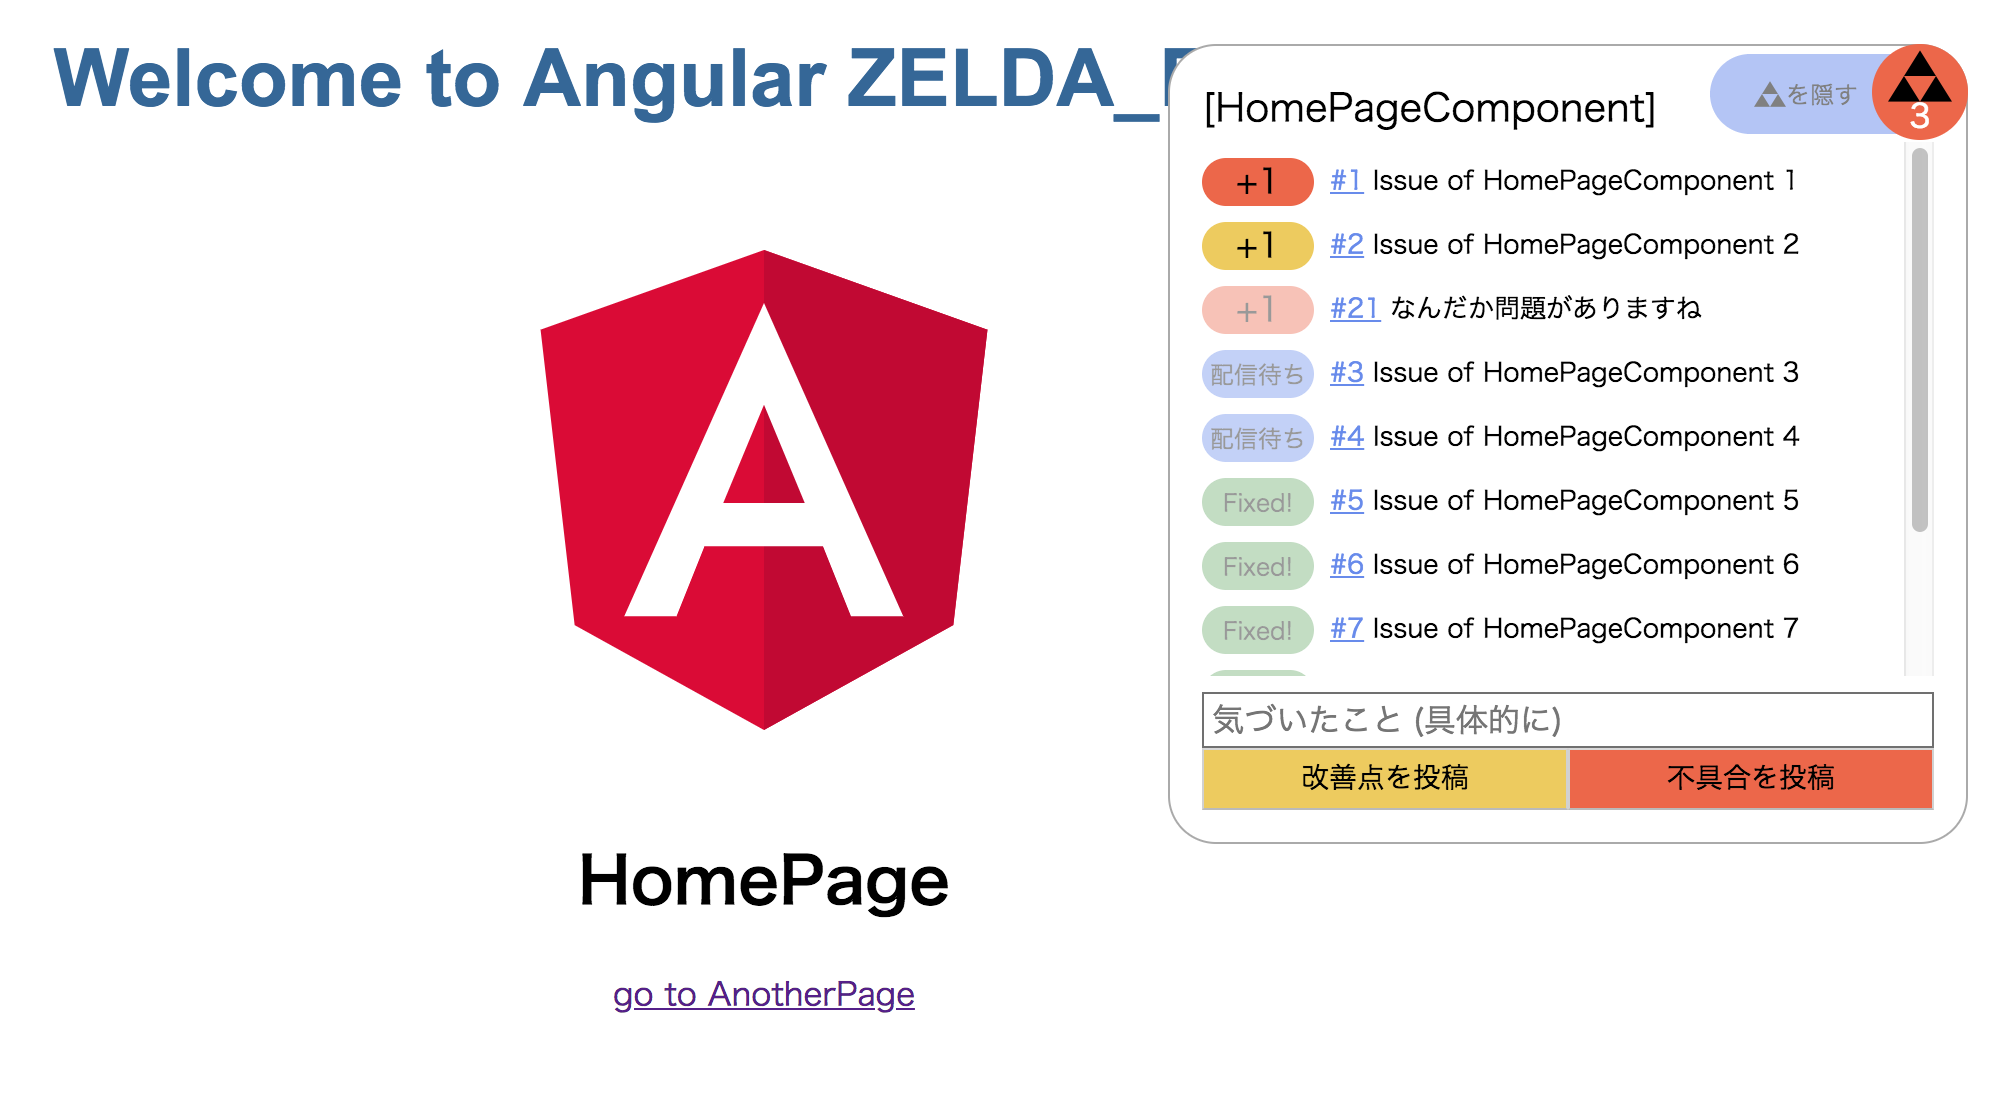 Welcome to Angular ZELDA_
[HomePageComponent]
を隠す
3
+1 #1 Issue of HomePageComponent 1
+1 #2 Issue of HomePageComponent 2
+1 #21 なんだか問題がありますね
配信待ち #3 Issue of HomePageComponent 3
配信待ち #4 Issue of HomePageComponent 4
Fixed! #5 Issue of HomePageComponent 5
Fixed! #6 Issue of HomePageComponent 6
Fixed! #7 Issue of HomePageComponent 7
気づいたこと (具体的に)
改善点を投稿 不具合を投稿
HomePage
go to AnotherPage